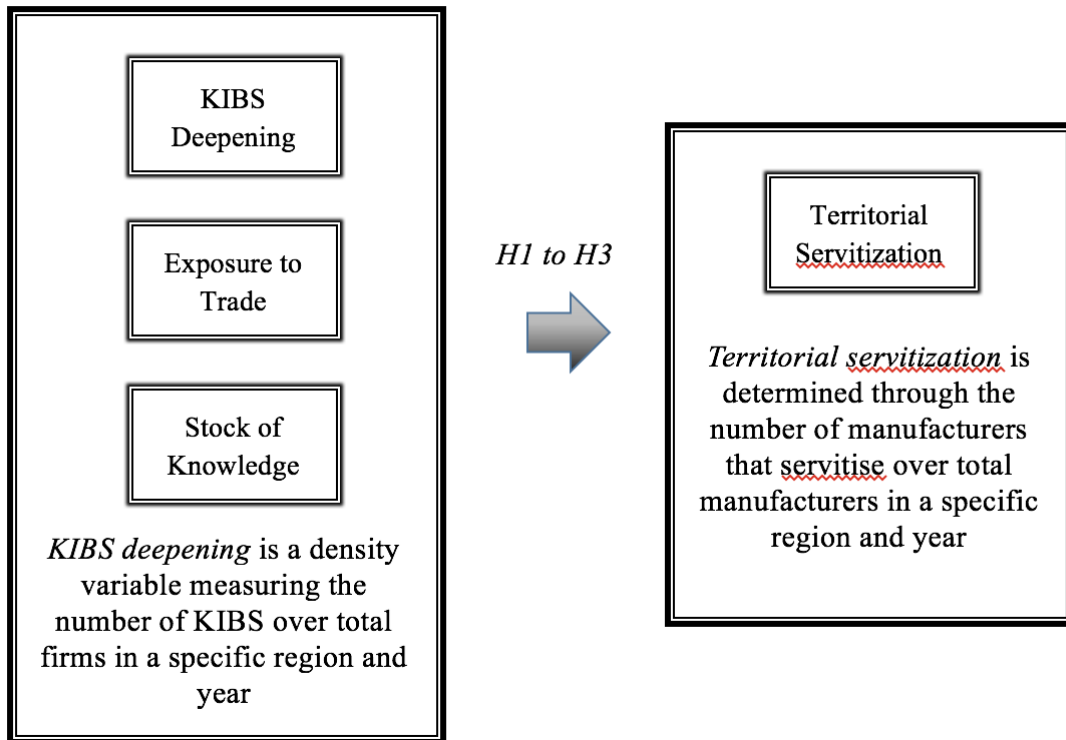 KIBS
Deepening
Exposure to
Trade
Stock of
Knowledge
KIBS deepening is a density
variable measuring the
number of KIBS over total
firms in a specific region and
year
H1 to H3
Territorial
Servitization
Territorial servitization is
determined through the
number of manufacturers
that servitise over total
manufacturers in a specific
region and year